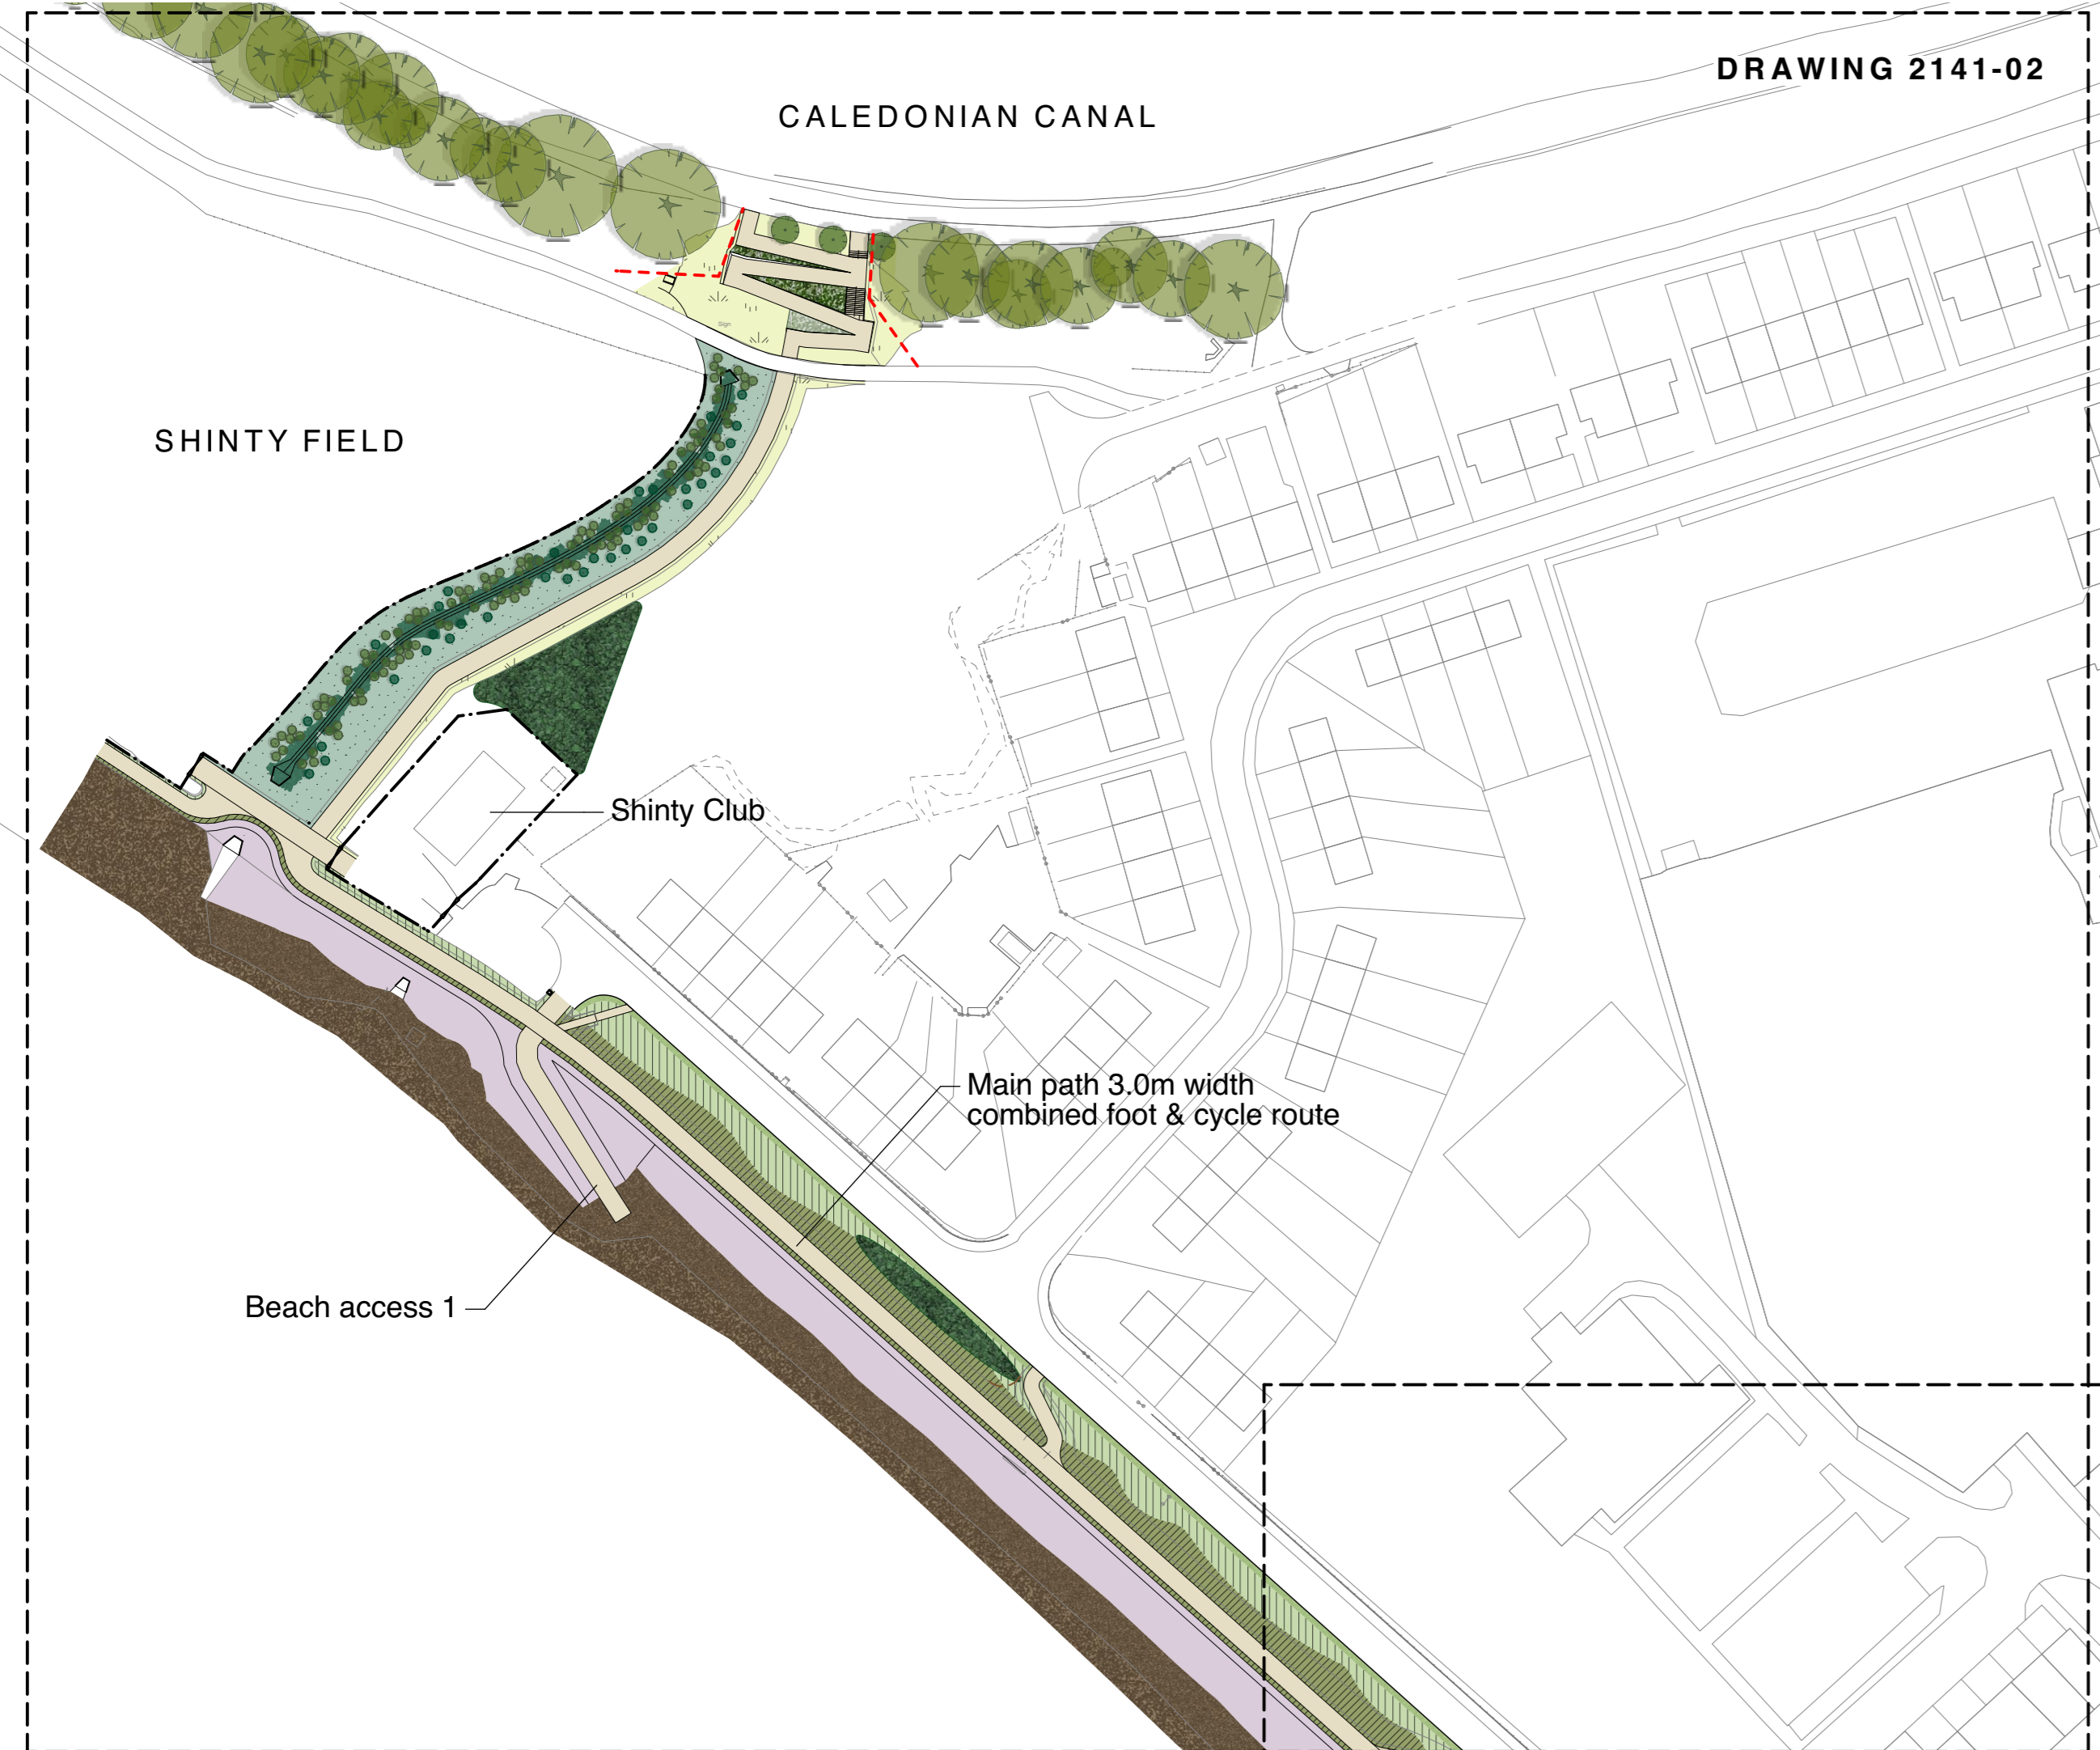 DRAWING 2141-02
CALEDONIAN CANAL
Sign
SHINTY FIELD
Shinty Club
Main path 3.0m width
combined foot & cycle route
Beach access 1